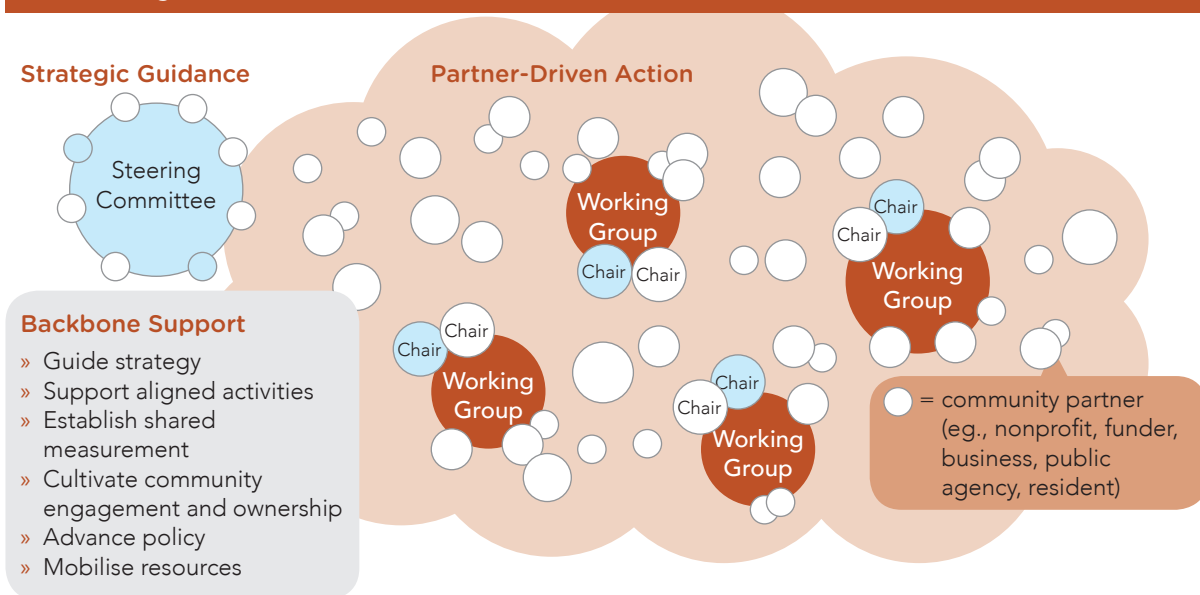 Strategic Guidance
Steering
Committee
Backbone Support
» Guide strategy
» Support aligned activities
» Establish shared
measurement
» Cultivate community
engagement and ownership
» Advance policy
» Mobilise resources
Partner-Driven Action
Working
Group
Chair
Chair
Chair
Chair
Working
Group
Chair
Chair
Working
Group
Chair
Chair
Working
Group
= community partner
(eg., nonprofit, funder,
business, public
agency, resident)